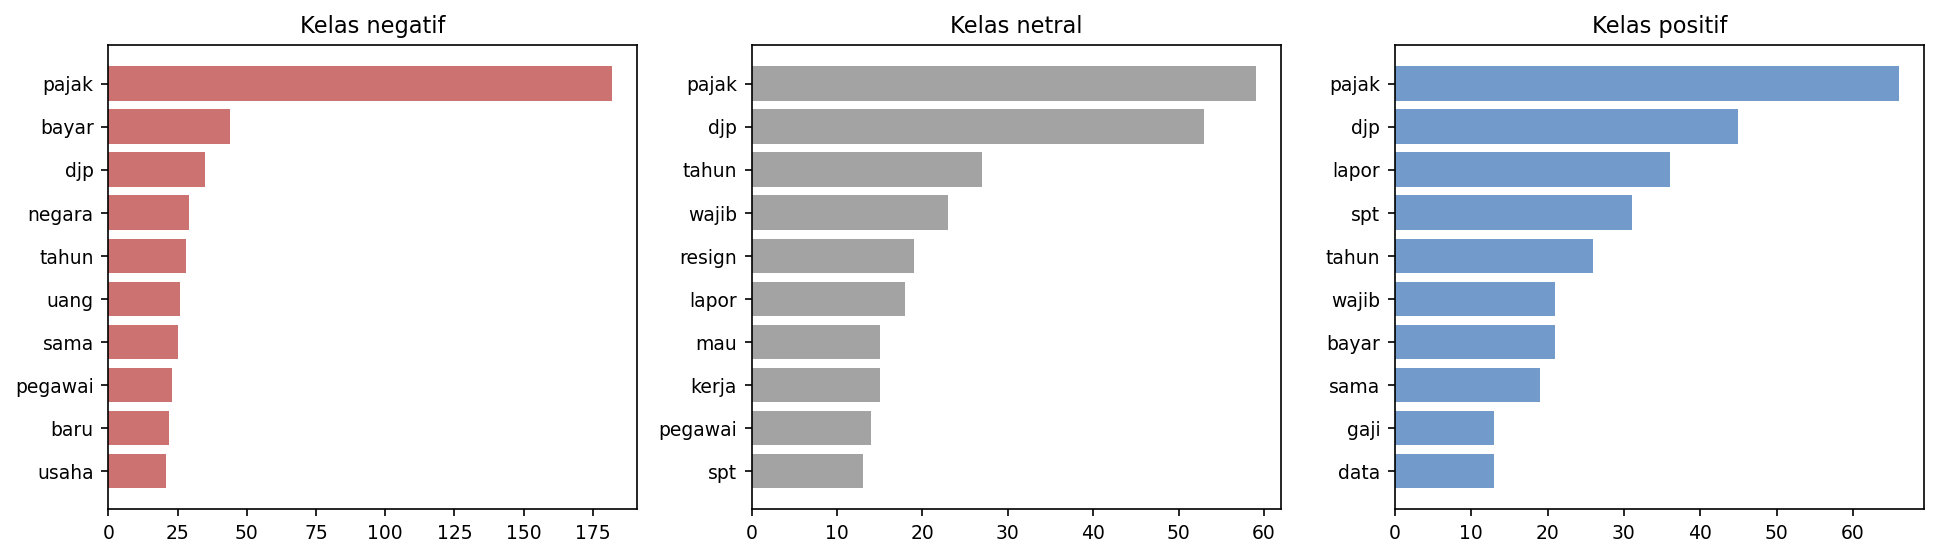 Kelas negatif
pajak
bayar
djp
negara
tahun
uang
sama
pegawai
baru
usaha
0 25 50 75 100 125 150 175
Kelas netral
pajak
djp
tahun
wajib
resign
lapor
mau
kerja
pegawai
spt
0 10 20 30 40 50 60
Kelas positif
pajak
djp
lapor
spt
tahun
wajib
bayar
sama
gaji
data
0 10 20 30 40 50 60